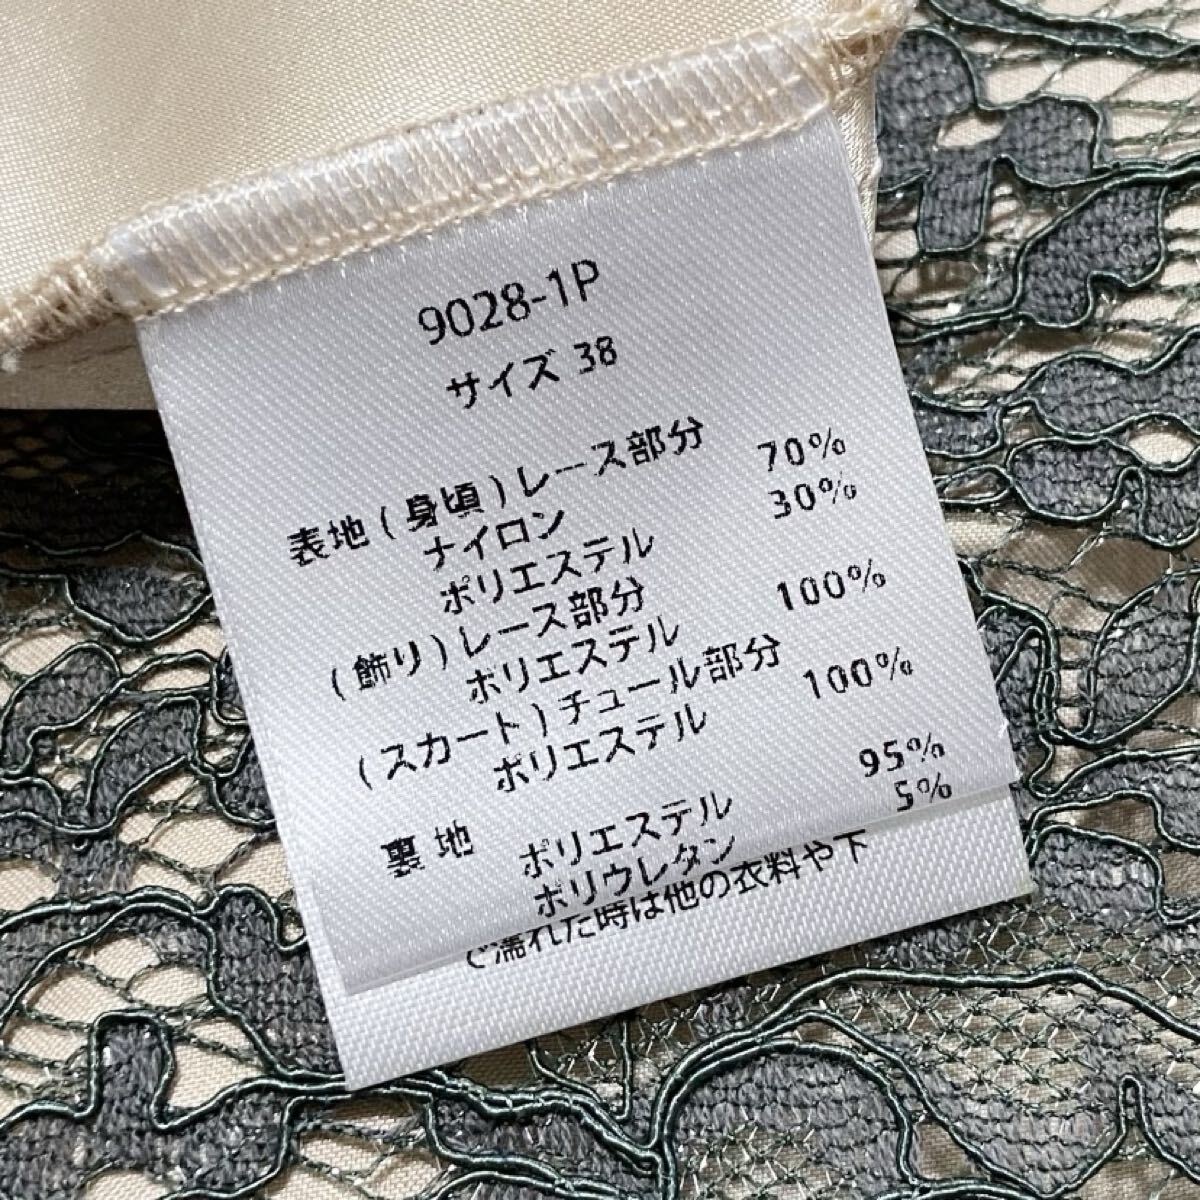 9028-1P
サイズ 38
表地(身頃)レース部分
ナイロン 70%
ポリエステル 30%
(飾り)レース部分
ポリエステル 100%
(スカート)チュール部分
ポリエステル 100%
裏地 ポリエステル 95%
ポリウレタン 5%
で濡れた時は他の衣料や下